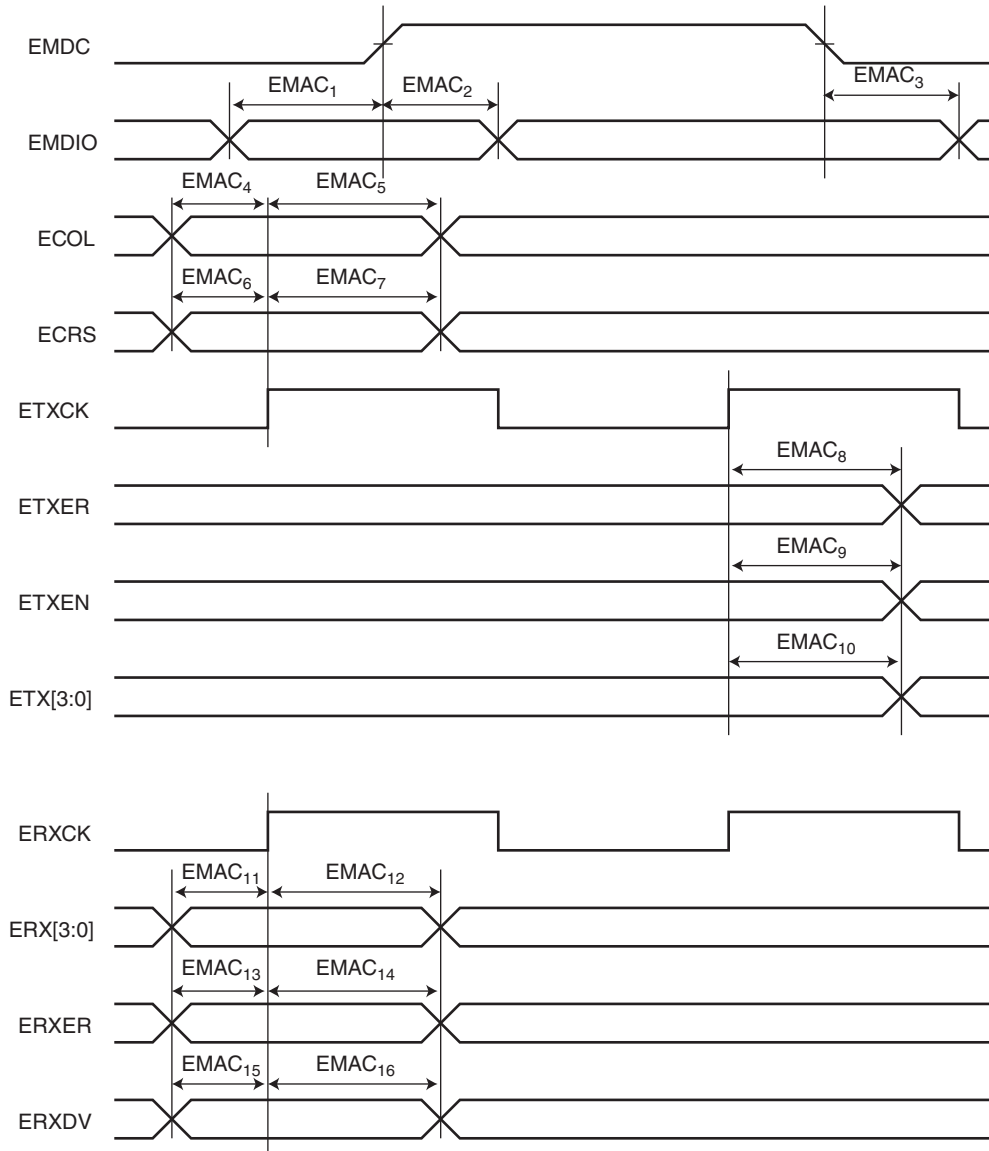 EMDC
EMAC₁ EMAC₂ EMAC₃
EMDIO
EMAC₄ EMAC₅
ECOL
EMAC₆ EMAC₇
ECRS
ETXCK
EMAC₈
ETXER
EMAC₉
ETXEN
EMAC₁₀
ETX[3:0]
ERXCK
EMAC₁₁ EMAC₁₂
ERX[3:0]
EMAC₁₃ EMAC₁₄
ERXER
EMAC₁₅ EMAC₁₆
ERXDV